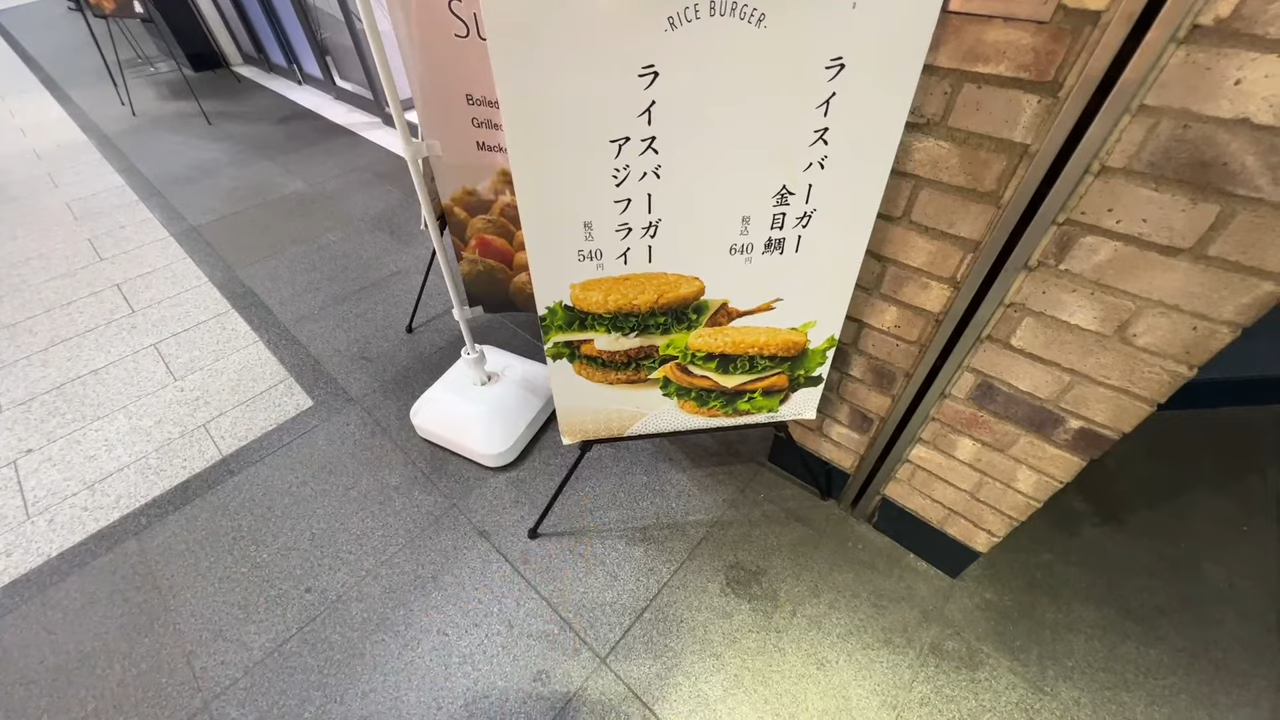 -RICE BURGER-
ライスバーガー
金目鯛
税込
640
円
ライスバーガー
アジフライ
税込
540
円
Su
Boiled
Grilled
Macke